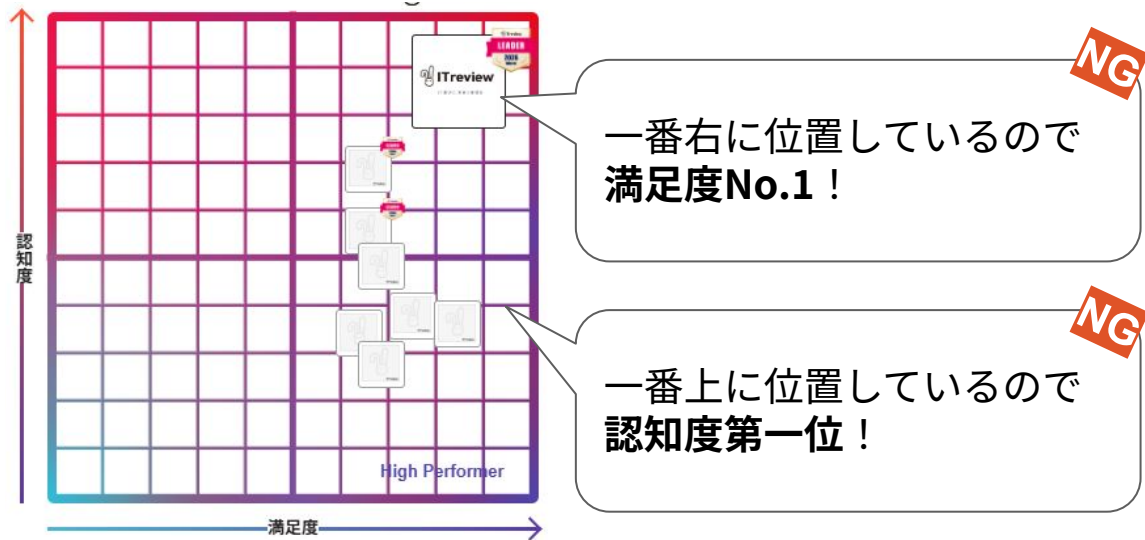 ITreview
LEADER
2026
NG
一番右に位置しているので
満足度No.1！
認知度
NG
一番上に位置しているので
認知度第一位！
High Performer
満足度